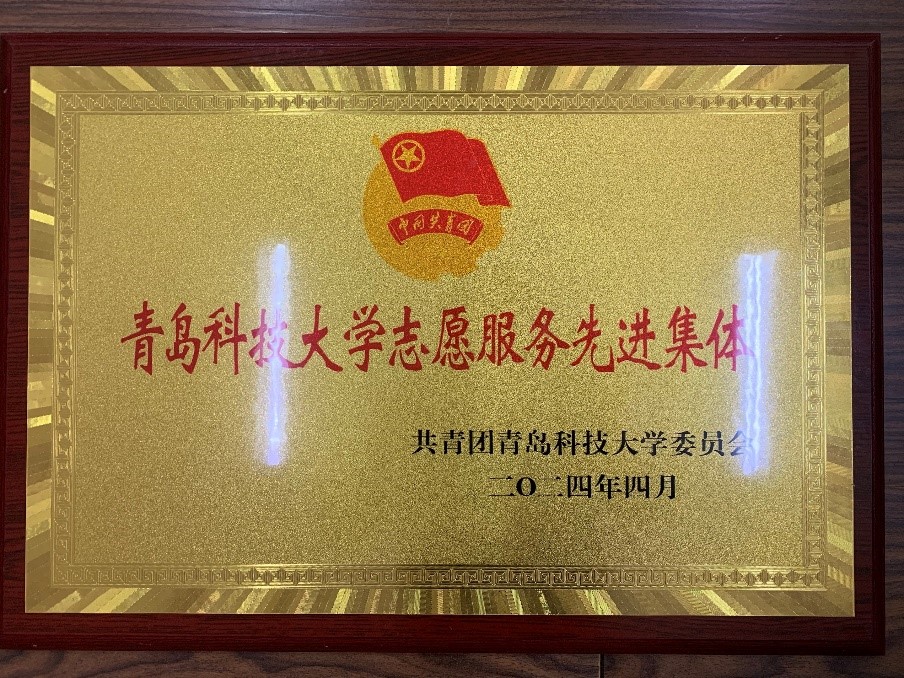 中国共青团
青岛科技大学志愿服务先进集体
共青团青岛科技大学委员会
二〇二四年四月